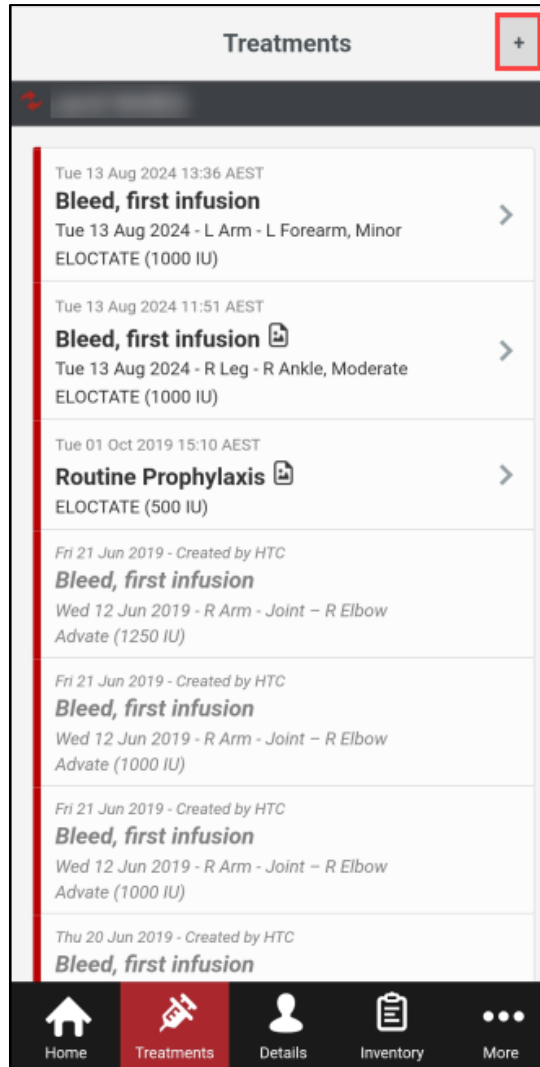 Treatments
+
Tue 13 Aug 2024 13:36 AEST
Bleed, first infusion
Tue 13 Aug 2024 - L Arm - L Forearm, Minor
ELOCTATE (1000 IU)
Tue 13 Aug 2024 11:51 AEST
Bleed, first infusion
Tue 13 Aug 2024 - R Leg - R Ankle, Moderate
ELOCTATE (1000 IU)
Tue 01 Oct 2019 15:10 AEST
Routine Prophylaxis
ELOCTATE (500 IU)
Fri 21 Jun 2019 - Created by HTC
Bleed, first infusion
Wed 12 Jun 2019 - R Arm - Joint – R Elbow
Advate (1250 IU)
Fri 21 Jun 2019 - Created by HTC
Bleed, first infusion
Wed 12 Jun 2019 - R Arm - Joint – R Elbow
Advate (1000 IU)
Fri 21 Jun 2019 - Created by HTC
Bleed, first infusion
Wed 12 Jun 2019 - R Arm - Joint – R Elbow
Advate (1000 IU)
Thu 20 Jun 2019 - Created by HTC
Bleed, first infusion
Home Treatments Details Inventory More